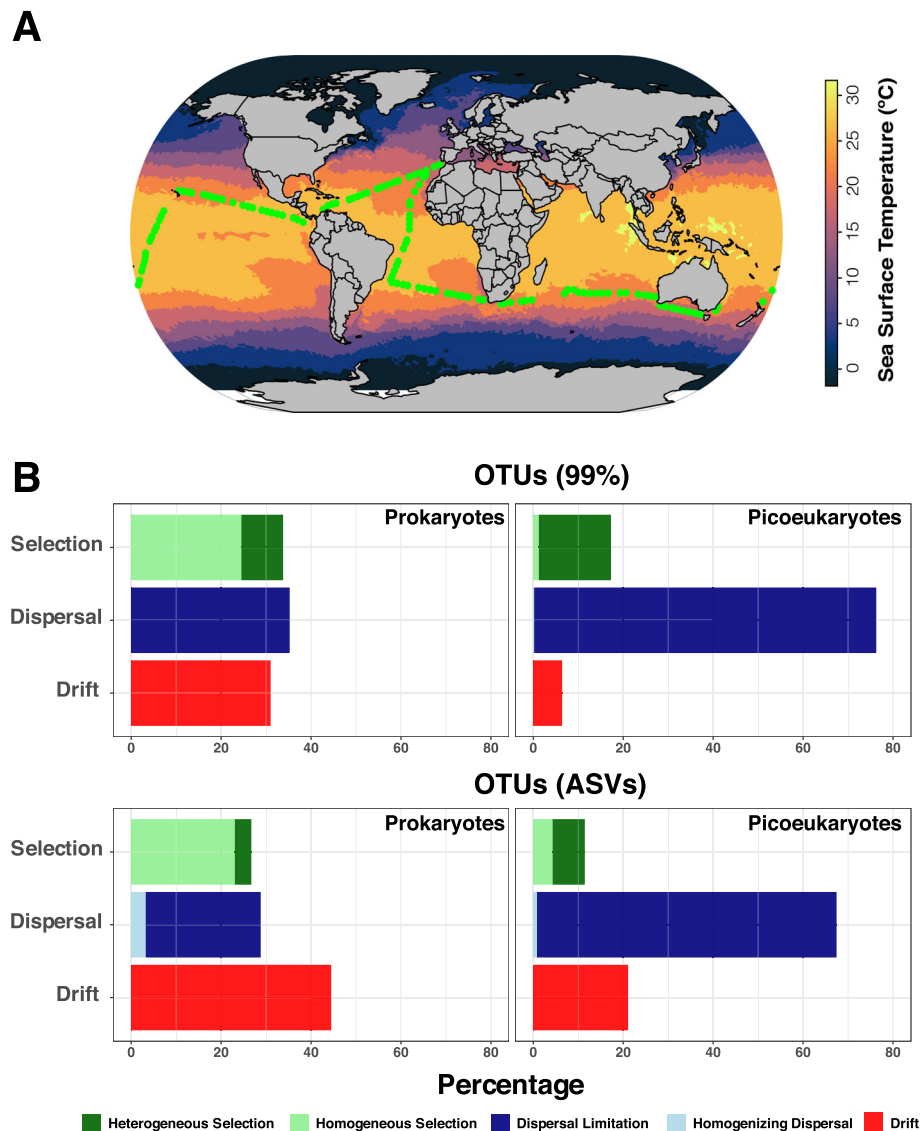 A
30
25
20
15
10
5
0
Sea Surface Temperature (°C)
B
OTUs (99%)
Prokaryotes
Picoeukaryotes
Selection
Dispersal
Drift
0 20 40 60 80
0 20 40 60 80
OTUs (ASVs)
Prokaryotes
Picoeukaryotes
Selection
Dispersal
Drift
0 20 40 60 80
0 20 40 60 80
Percentage
Heterogeneous Selection Homogeneous Selection Dispersal Limitation Homogenizing Dispersal Drift